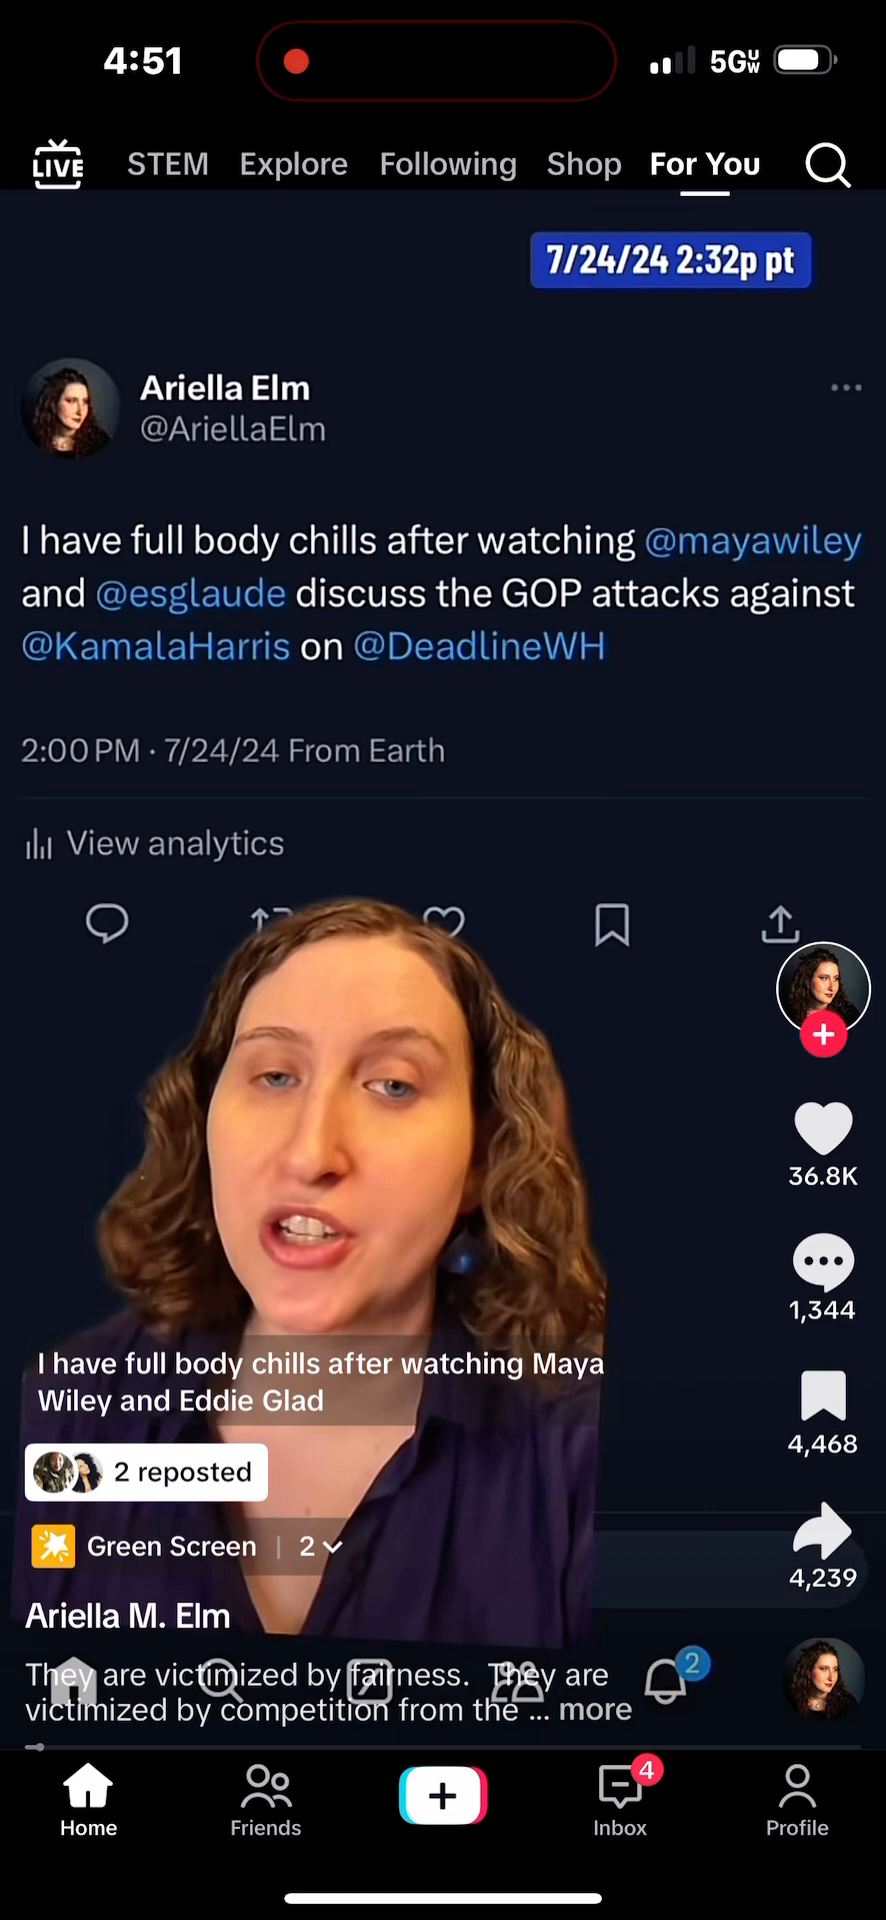 4:51
5GUW
LIVE
STEM Explore Following Shop For You
7/24/24 2:32p pt
Ariella Elm
@AriellaElm
I have full body chills after watching @mayawiley
and @esglaude discuss the GOP attacks against
@KamalaHarris on @DeadlineWH
2:00 PM · 7/24/24 From Earth
View analytics
36.8K
1,344
I have full body chills after watching Maya
Wiley and Eddie Glad
4,468
2 reposted
Green Screen | 2
4,239
Ariella M. Elm
They are victimized by fairness. They are
victimized by competition from the ... more
2
4
Home Friends Inbox Profile